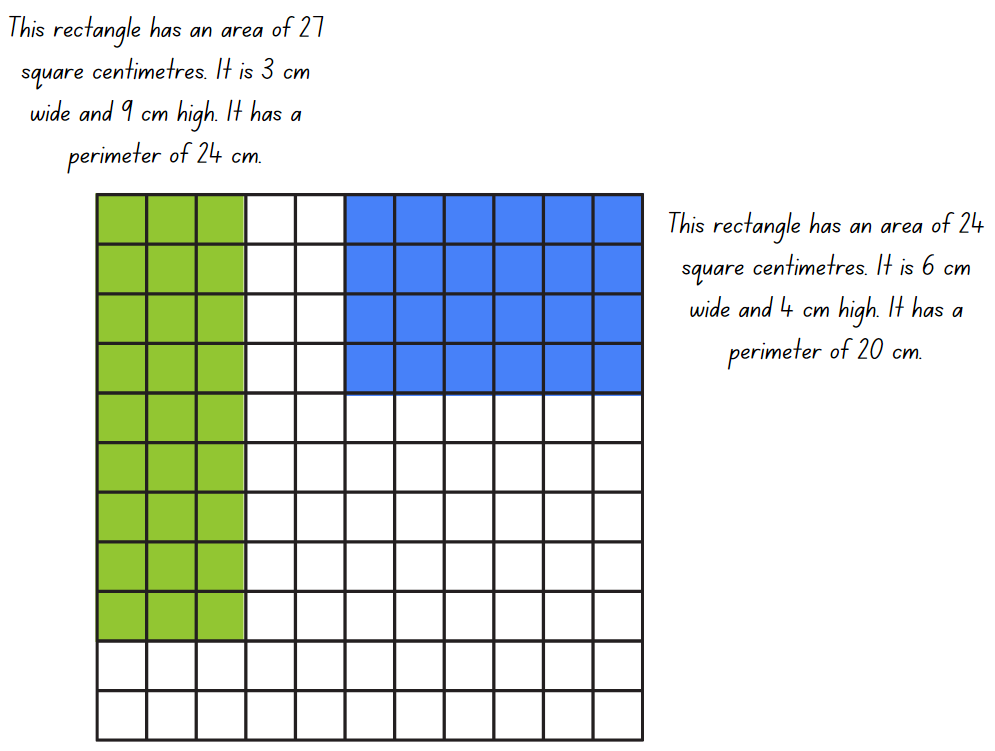 This rectangle has an area of 27
square centimetres. It is 3 cm
wide and 9 cm high. It has a
perimeter of 24 cm.
This rectangle has an area of 24
square centimetres. It is 6 cm
wide and 4 cm high. It has a
perimeter of 20 cm.